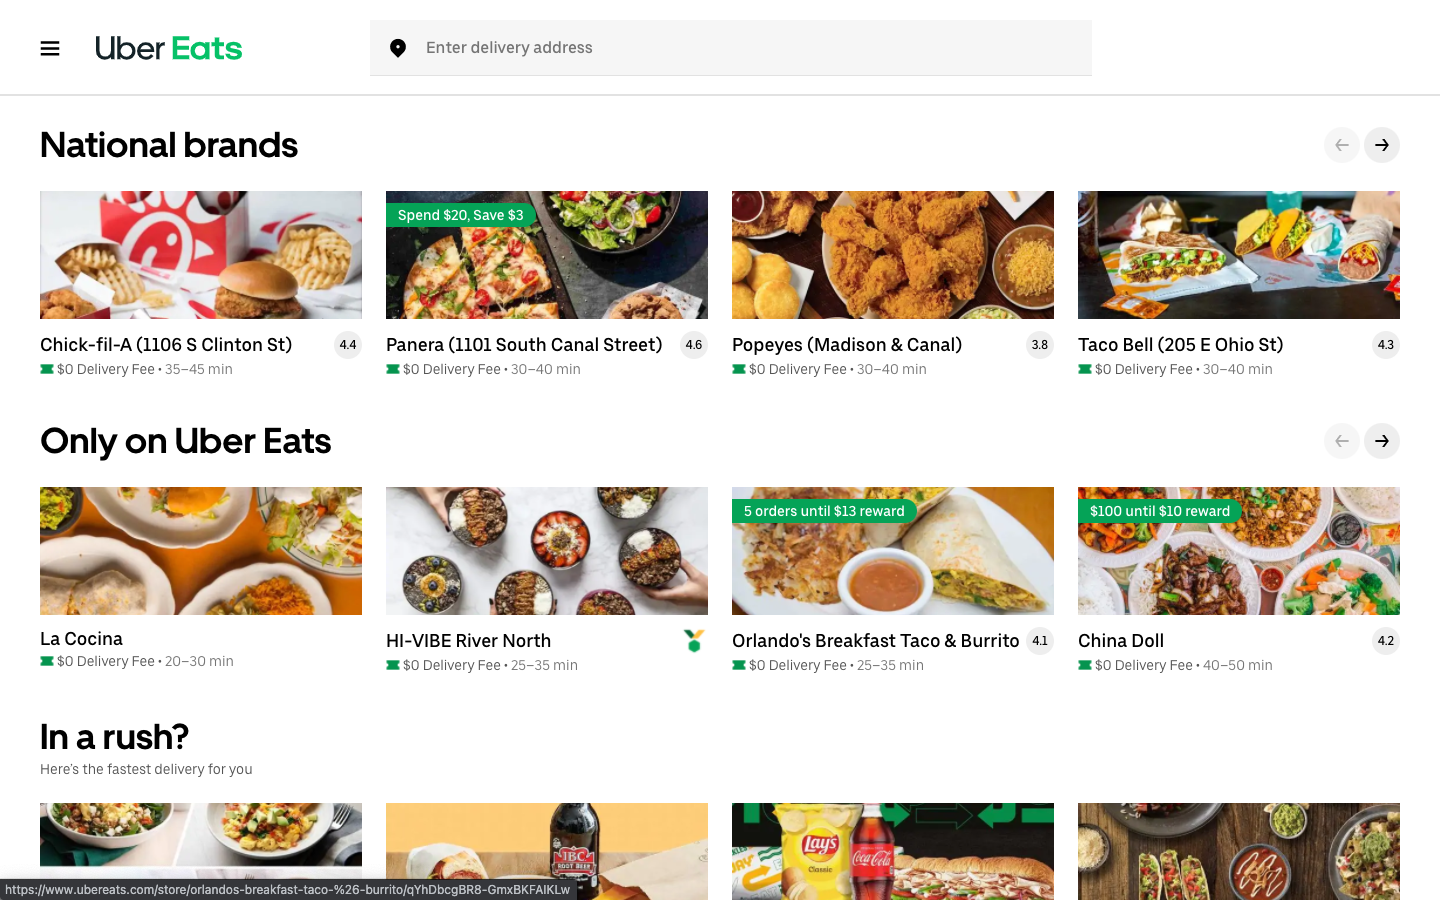 Uber Eats
Enter delivery address
National brands
Spend $20, Save $3
Chick-fil-A (1106 S Clinton St) 4.4
$0 Delivery Fee • 35–45 min
Panera (1101 South Canal Street) 4.6
$0 Delivery Fee • 30–40 min
Popeyes (Madison & Canal) 3.8
$0 Delivery Fee • 30–40 min
Taco Bell (205 E Ohio St) 4.3
$0 Delivery Fee • 30–40 min
Only on Uber Eats
5 orders until $13 reward
$100 until $10 reward
La Cocina
$0 Delivery Fee • 20–30 min
HI-VIBE River North
$0 Delivery Fee • 25–35 min
Orlando's Breakfast Taco & Burrito 4.1
$0 Delivery Fee • 25–35 min
China Doll 4.2
$0 Delivery Fee • 40–50 min
In a rush?
Here's the fastest delivery for you
IBC
ROOT BEER
Lay's
Classic
Coca-Cola
https://www.ubereats.com/store/orlandos-breakfast-taco-%26-burrito/qYhDbcgBR8-GmxBKFAIKLw